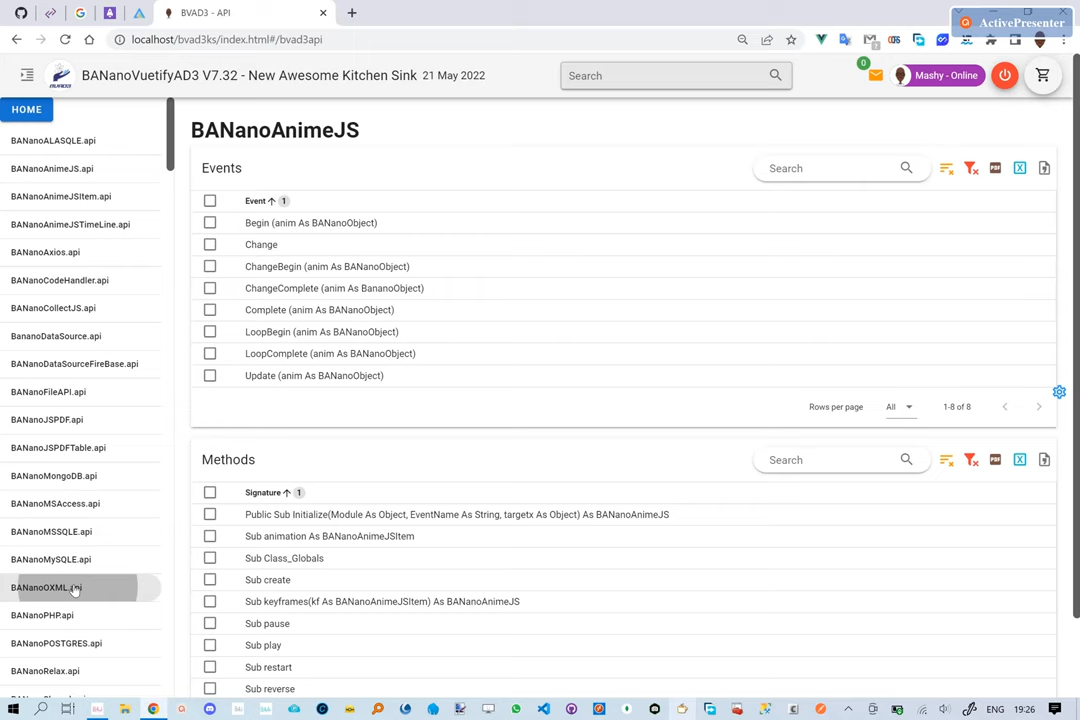 BVAD3 - API
ActivePresenter
localhost/bvad3ks/index.html#/bvad3api
BANanoVuetifyAD3 V7.32 - New Awesome Kitchen Sink 21 May 2022
Search
0
Mashy - Online
HOME
BANanoALASQLE.api
BANanoAnimeJS.api
BANanoAnimeJSItem.api
BANanoAnimeJSTimeLine.api
BANanoAxios.api
BANanoCodeHandler.api
BANanoCollectJS.api
BananoDataSource.api
BANanoDataSourceFireBase.api
BANanoFileAPI.api
BANanoJSPDF.api
BANanoJSPDFTable.api
BANanoMongoDB.api
BANanoMSAccess.api
BANanoMSSQLE.api
BANanoMySQLE.api
BANanoOXML.api
BANanoPHP.api
BANanoPOSTGRES.api
BANanoRelax.api
BANanoAnimeJS
Events
Search
Event 1
Begin (anim As BANanoObject)
Change
ChangeBegin (anim As BANanoObject)
ChangeComplete (anim As BananoObject)
Complete (anim As BANanoObject)
LoopBegin (anim As BANanoObject)
LoopComplete (anim As BANanoObject)
Update (anim As BANanoObject)
Rows per page All 1-8 of 8
Methods
Search
Signature 1
Public Sub Initialize(Module As Object, EventName As String, targetx As Object) As BANanoAnimeJS
Sub animation As BANanoAnimeJSItem
Sub Class_Globals
Sub create
Sub keyframes(kf As BANanoAnimeJSItem) As BANanoAnimeJS
Sub pause
Sub play
Sub restart
Sub reverse
ENG 19:26